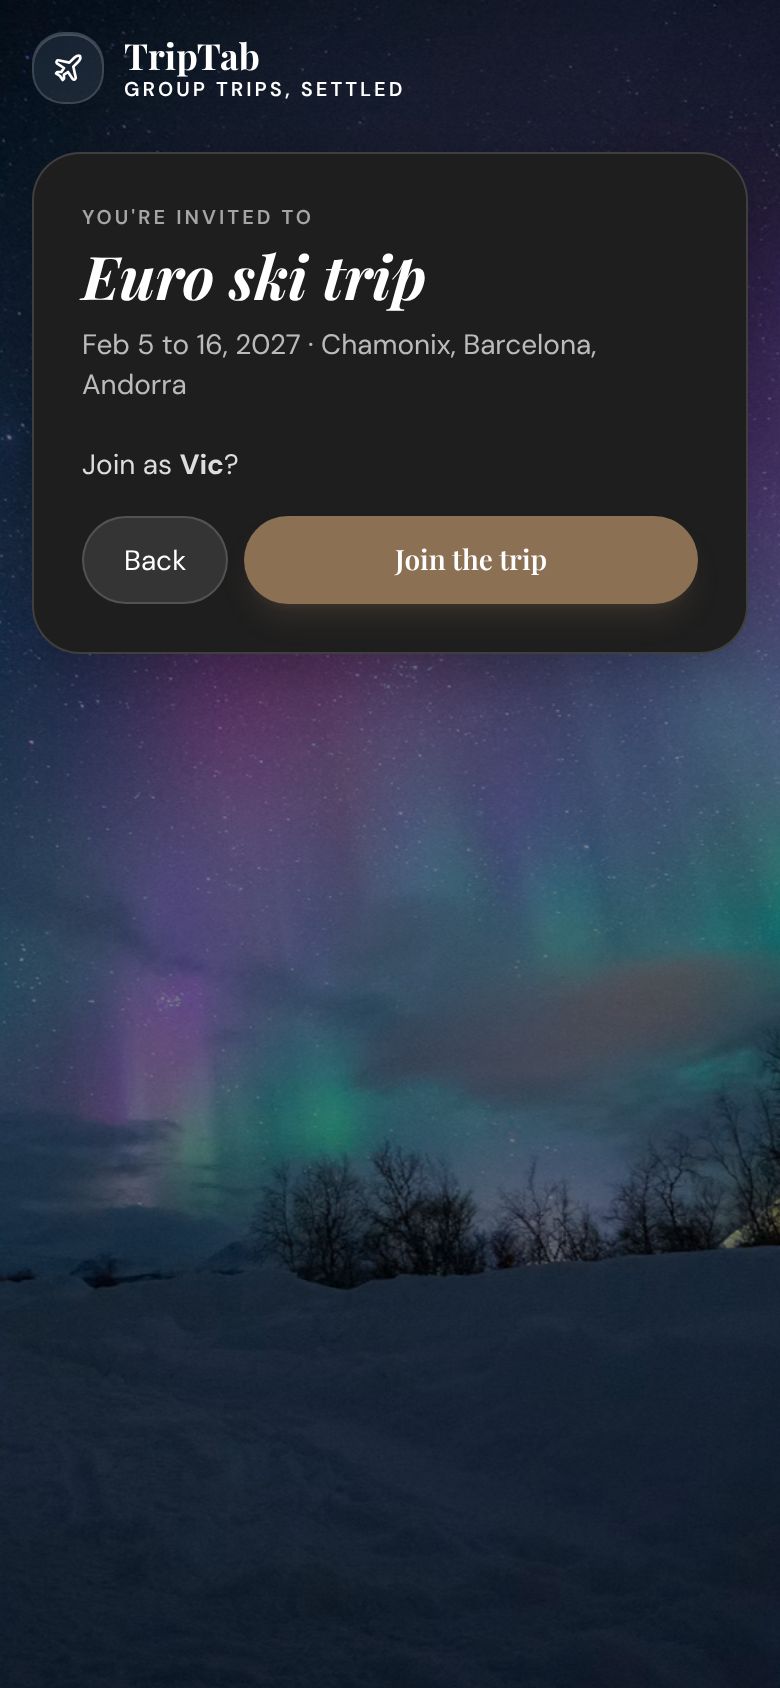 TripTab
GROUP TRIPS, SETTLED
YOU'RE INVITED TO
Euro ski trip
Feb 5 to 16, 2027 · Chamonix, Barcelona,
Andorra
Join as Vic?
Back
Join the trip